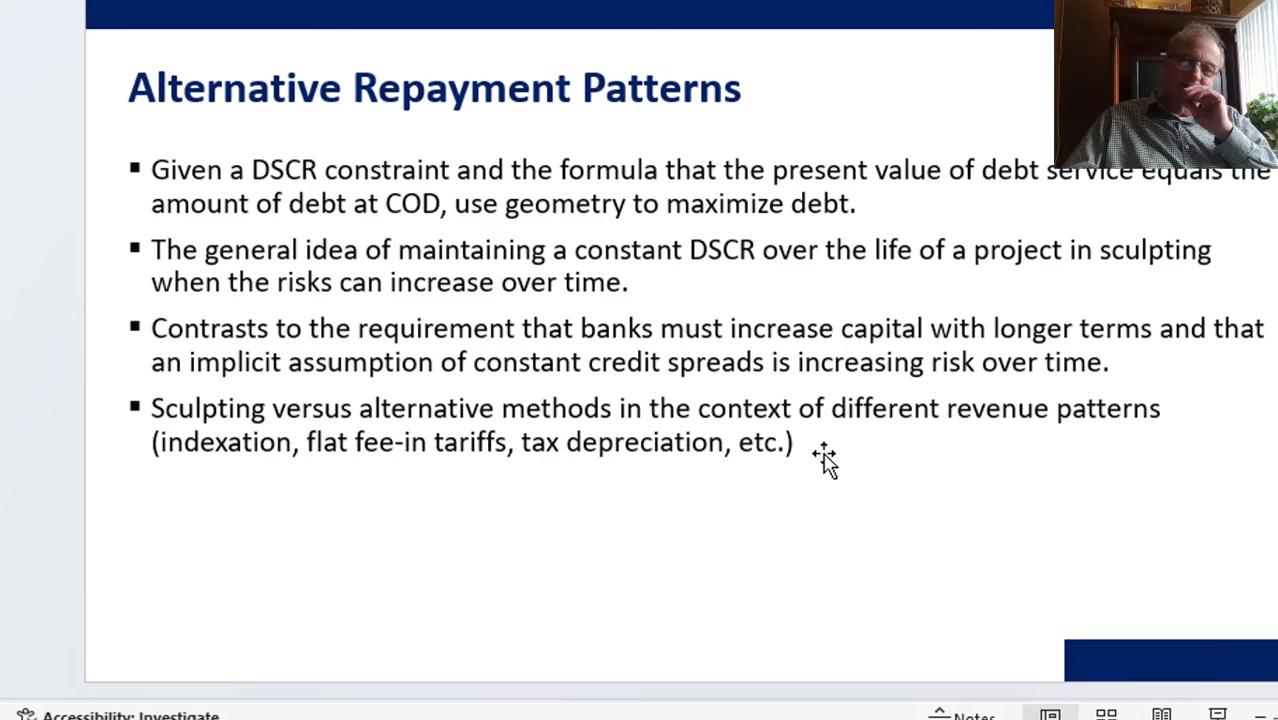 Alternative Repayment Patterns
▪ Given a DSCR constraint and the formula that the present value of debt service equals the
amount of debt at COD, use geometry to maximize debt.
▪ The general idea of maintaining a constant DSCR over the life of a project in sculpting
when the risks can increase over time.
▪ Contrasts to the requirement that banks must increase capital with longer terms and that
an implicit assumption of constant credit spreads is increasing risk over time.
▪ Sculpting versus alternative methods in the context of different revenue patterns
(indexation, flat fee-in tariffs, tax depreciation, etc.)
Accessibility: Investigate
Notes